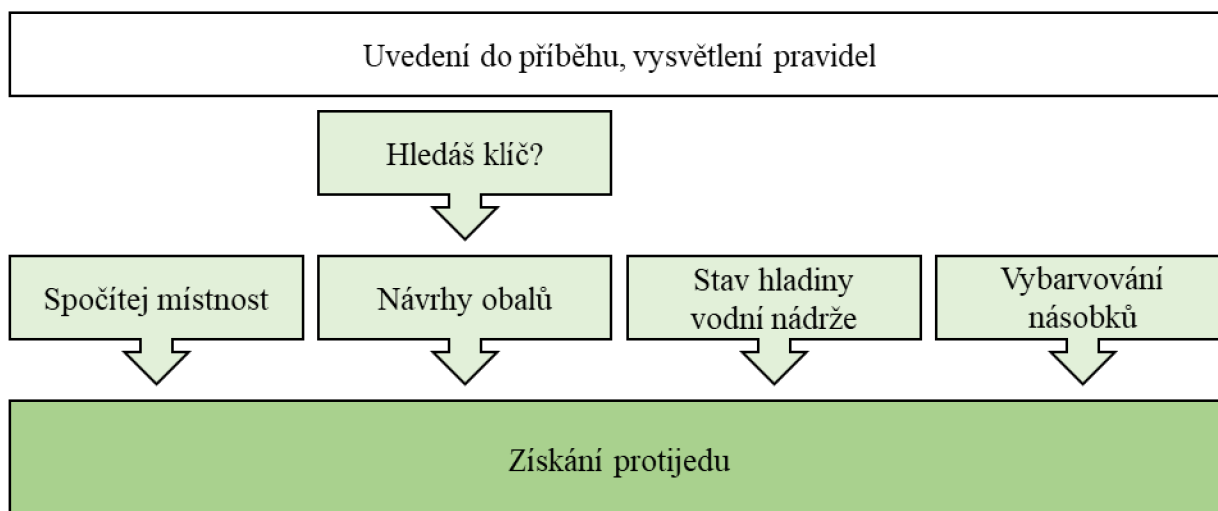 Uvedení do příběhu, vysvětlení pravidel
Hledáš klíč?
Spočítej místnost
Návrhy obalů
Stav hladiny
vodní nádrže
Vybarvování
násobků
Získání protijedu